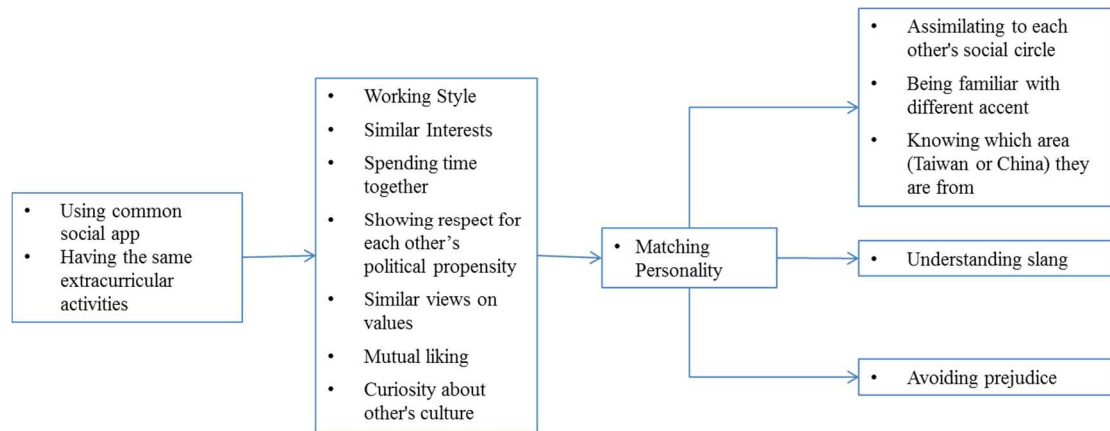 • Using common
social app
• Having the same
extracurricular
activities
• Working Style
• Similar Interests
• Spending time
together
• Showing respect for
each other’s
political propensity
• Similar views on
values
• Mutual liking
• Curiosity about
other's culture
• Matching
Personality
• Assimilating to each
other's social circle
• Being familiar with
different accent
• Knowing which area
(Taiwan or China) they
are from
• Understanding slang
• Avoiding prejudice